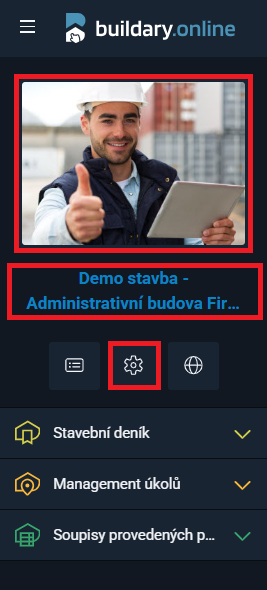 buildary.online
Demo stavba -
Administrativní budova Fir...
Stavební deník
Management úkolů
Soupisy provedených p...